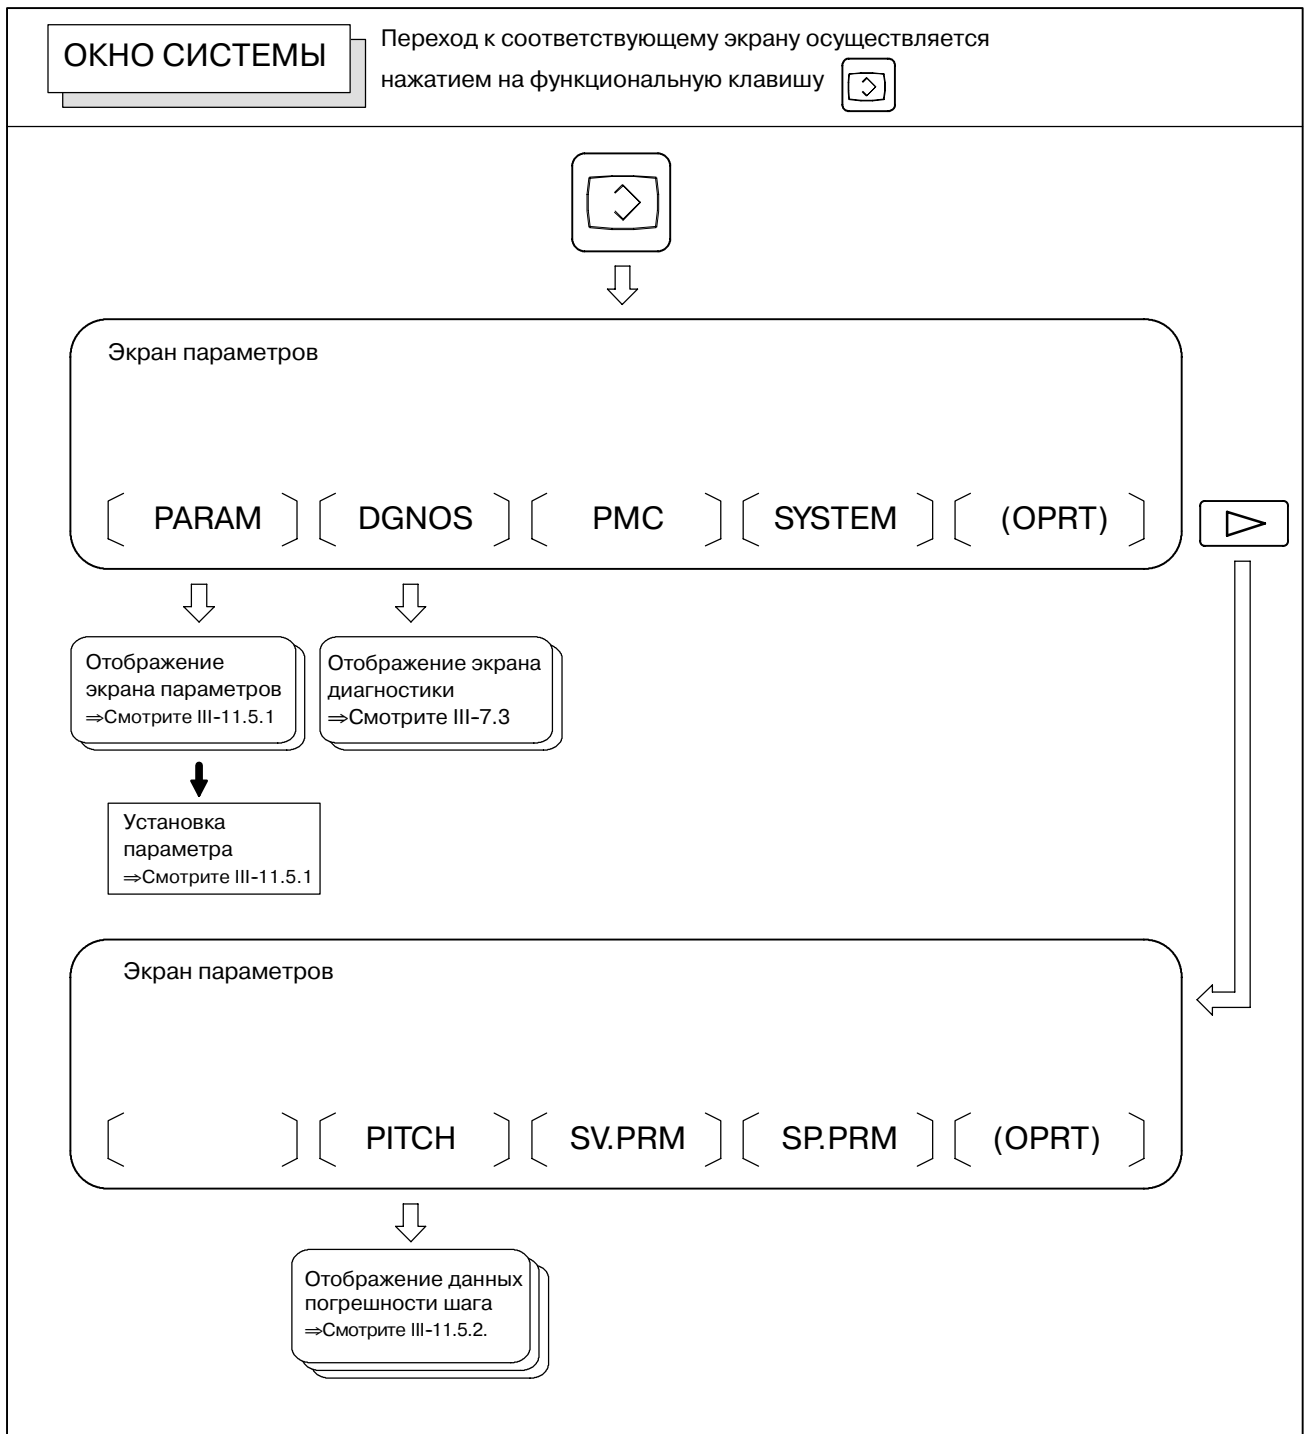 ОКНО СИСТЕМЫ
Переход к соответствующему экрану осуществляется
нажатием на функциональную клавишу
Экран параметров
PARAM
DGNOS
PMC
SYSTEM
(OPRT)
Отображение
экрана параметров
⇒Смотрите III-11.5.1
Отображение экрана
диагностики
⇒Смотрите III-7.3
Установка
параметра
⇒Смотрите III-11.5.1
Экран параметров
PITCH
SV.PRM
SP.PRM
(OPRT)
Отображение данных
погрешности шага
⇒Смотрите III-11.5.2.